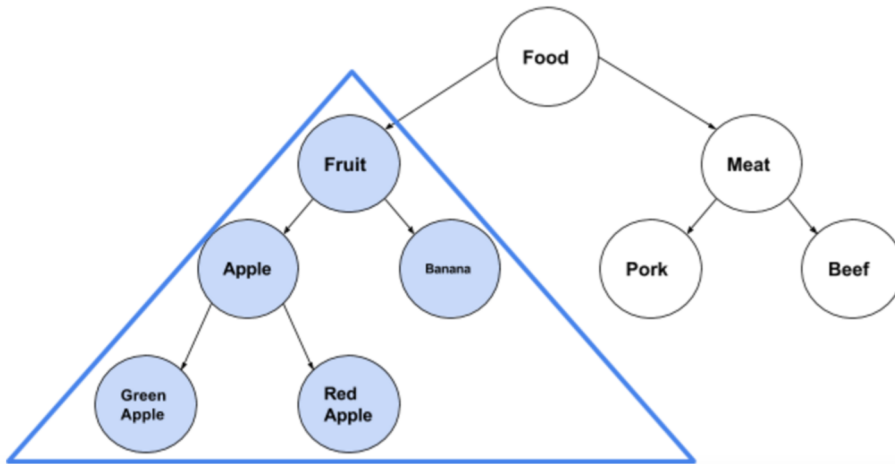 Food
Fruit
Meat
Apple
Banana
Pork
Beef
Green
Apple
Red
Apple